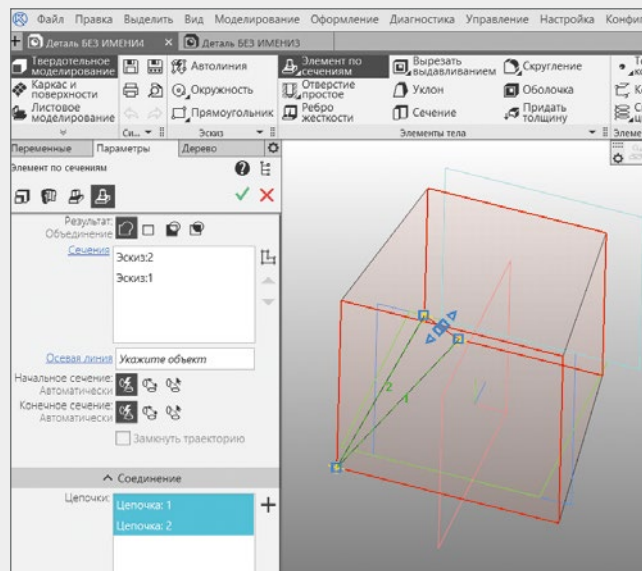 Файл Правка Выделить Вид Моделирование Оформление Диагностика Управление Настройка
Деталь БЕЗ ИМЕНИ4 × Деталь БЕЗ ИМЕНИ3
Твердотельное моделирование
Каркас и поверхности
Листовое моделирование
Си...
Автолиния
Окружность
Прямоугольник
Эскиз
Элемент по сечениям
Отверстие простое
Ребро жесткости
Вырезать выдавливанием
Уклон
Сечение
Скругление
Оболочка
Придать толщину
Элементы тела
Переменные Параметры Дерево
Элемент по сечениям
Результат:
Объединение
Сечения
Эскиз:2
Эскиз:1
Осевая линия Укажите объект
Начальное сечение:
Автоматически
Конечное сечение:
Автоматически
Замкнуть траекторию
Соединение
Цепочки: Цепочка: 1
Цепочка: 2
2
1